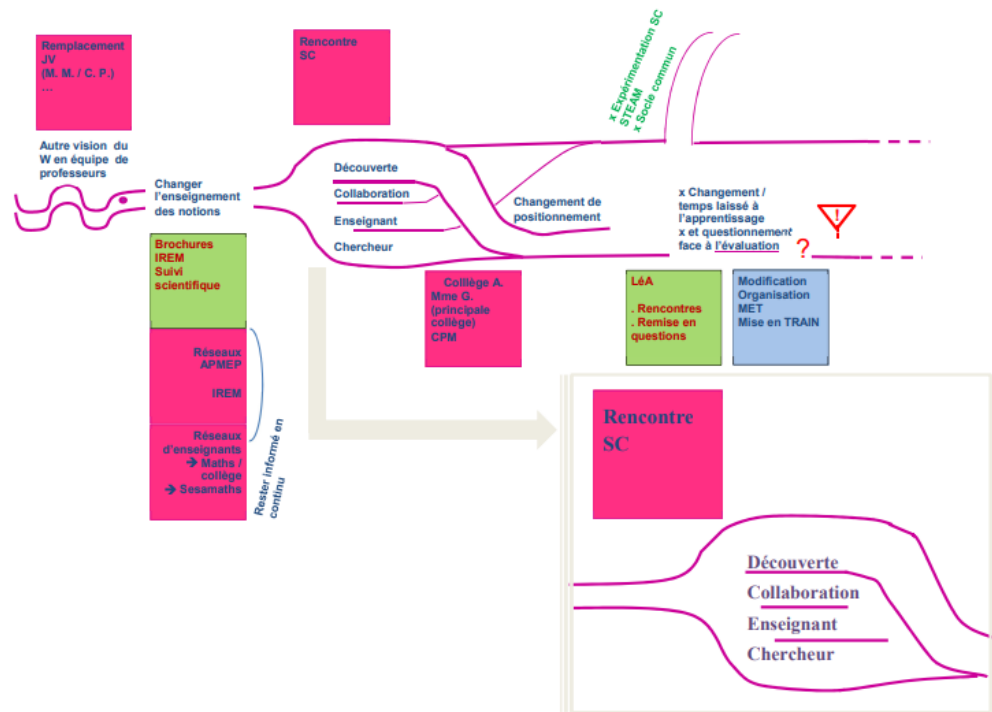 Remplacement
JV
(M. M. / C. P.)
...
Rencontre
SC
x Expérimentation SC
STEAM
x Socle commun
Autre vision du
W en équipe de
professeurs
Changer
l'enseignement
des notions
Découverte
Collaboration
Enseignant
Chercheur
Changement de
positionnement
x Changement /
temps laissé à
l'apprentissage
x et questionnement
face à l'évaluation
?
!
Brochures
IREM
Suivi
scientifique
Réseaux
APMEP
IREM
Réseaux
d'enseignants
➔ Maths /
collège
➔ Sesamaths
Rester informé en
continu
Colliège A.
Mme G.
(principale
collège)
CPM
LéA
. Rencontres
. Remise en
questions
Modification
Organisation
MET
Mise en TRAIN
Rencontre
SC
Découverte
Collaboration
Enseignant
Chercheur